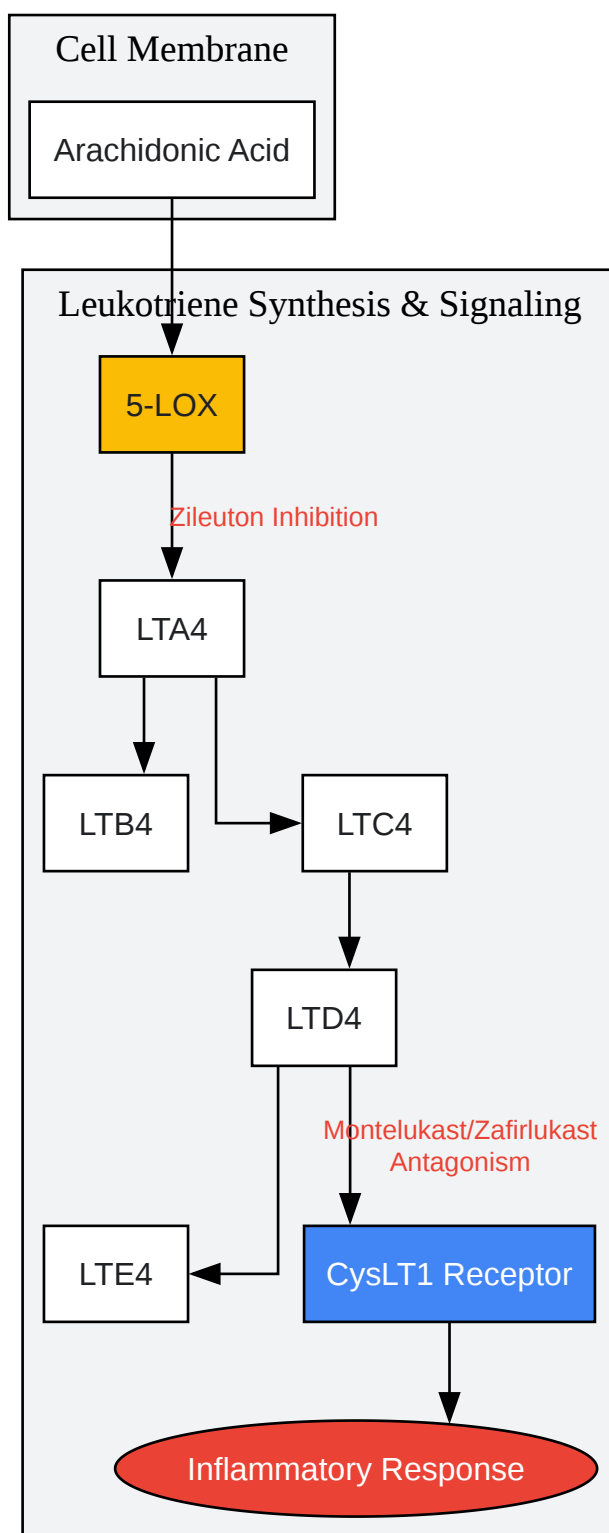 Cell Membrane
Arachidonic Acid
Leukotriene Synthesis & Signaling
5-LOX
Zileuton Inhibition
LTA4
LTB4
LTC4
LTD4
Montelukast/Zafirlukast
Antagonism
LTE4
CysLT1 Receptor
Inflammatory Response